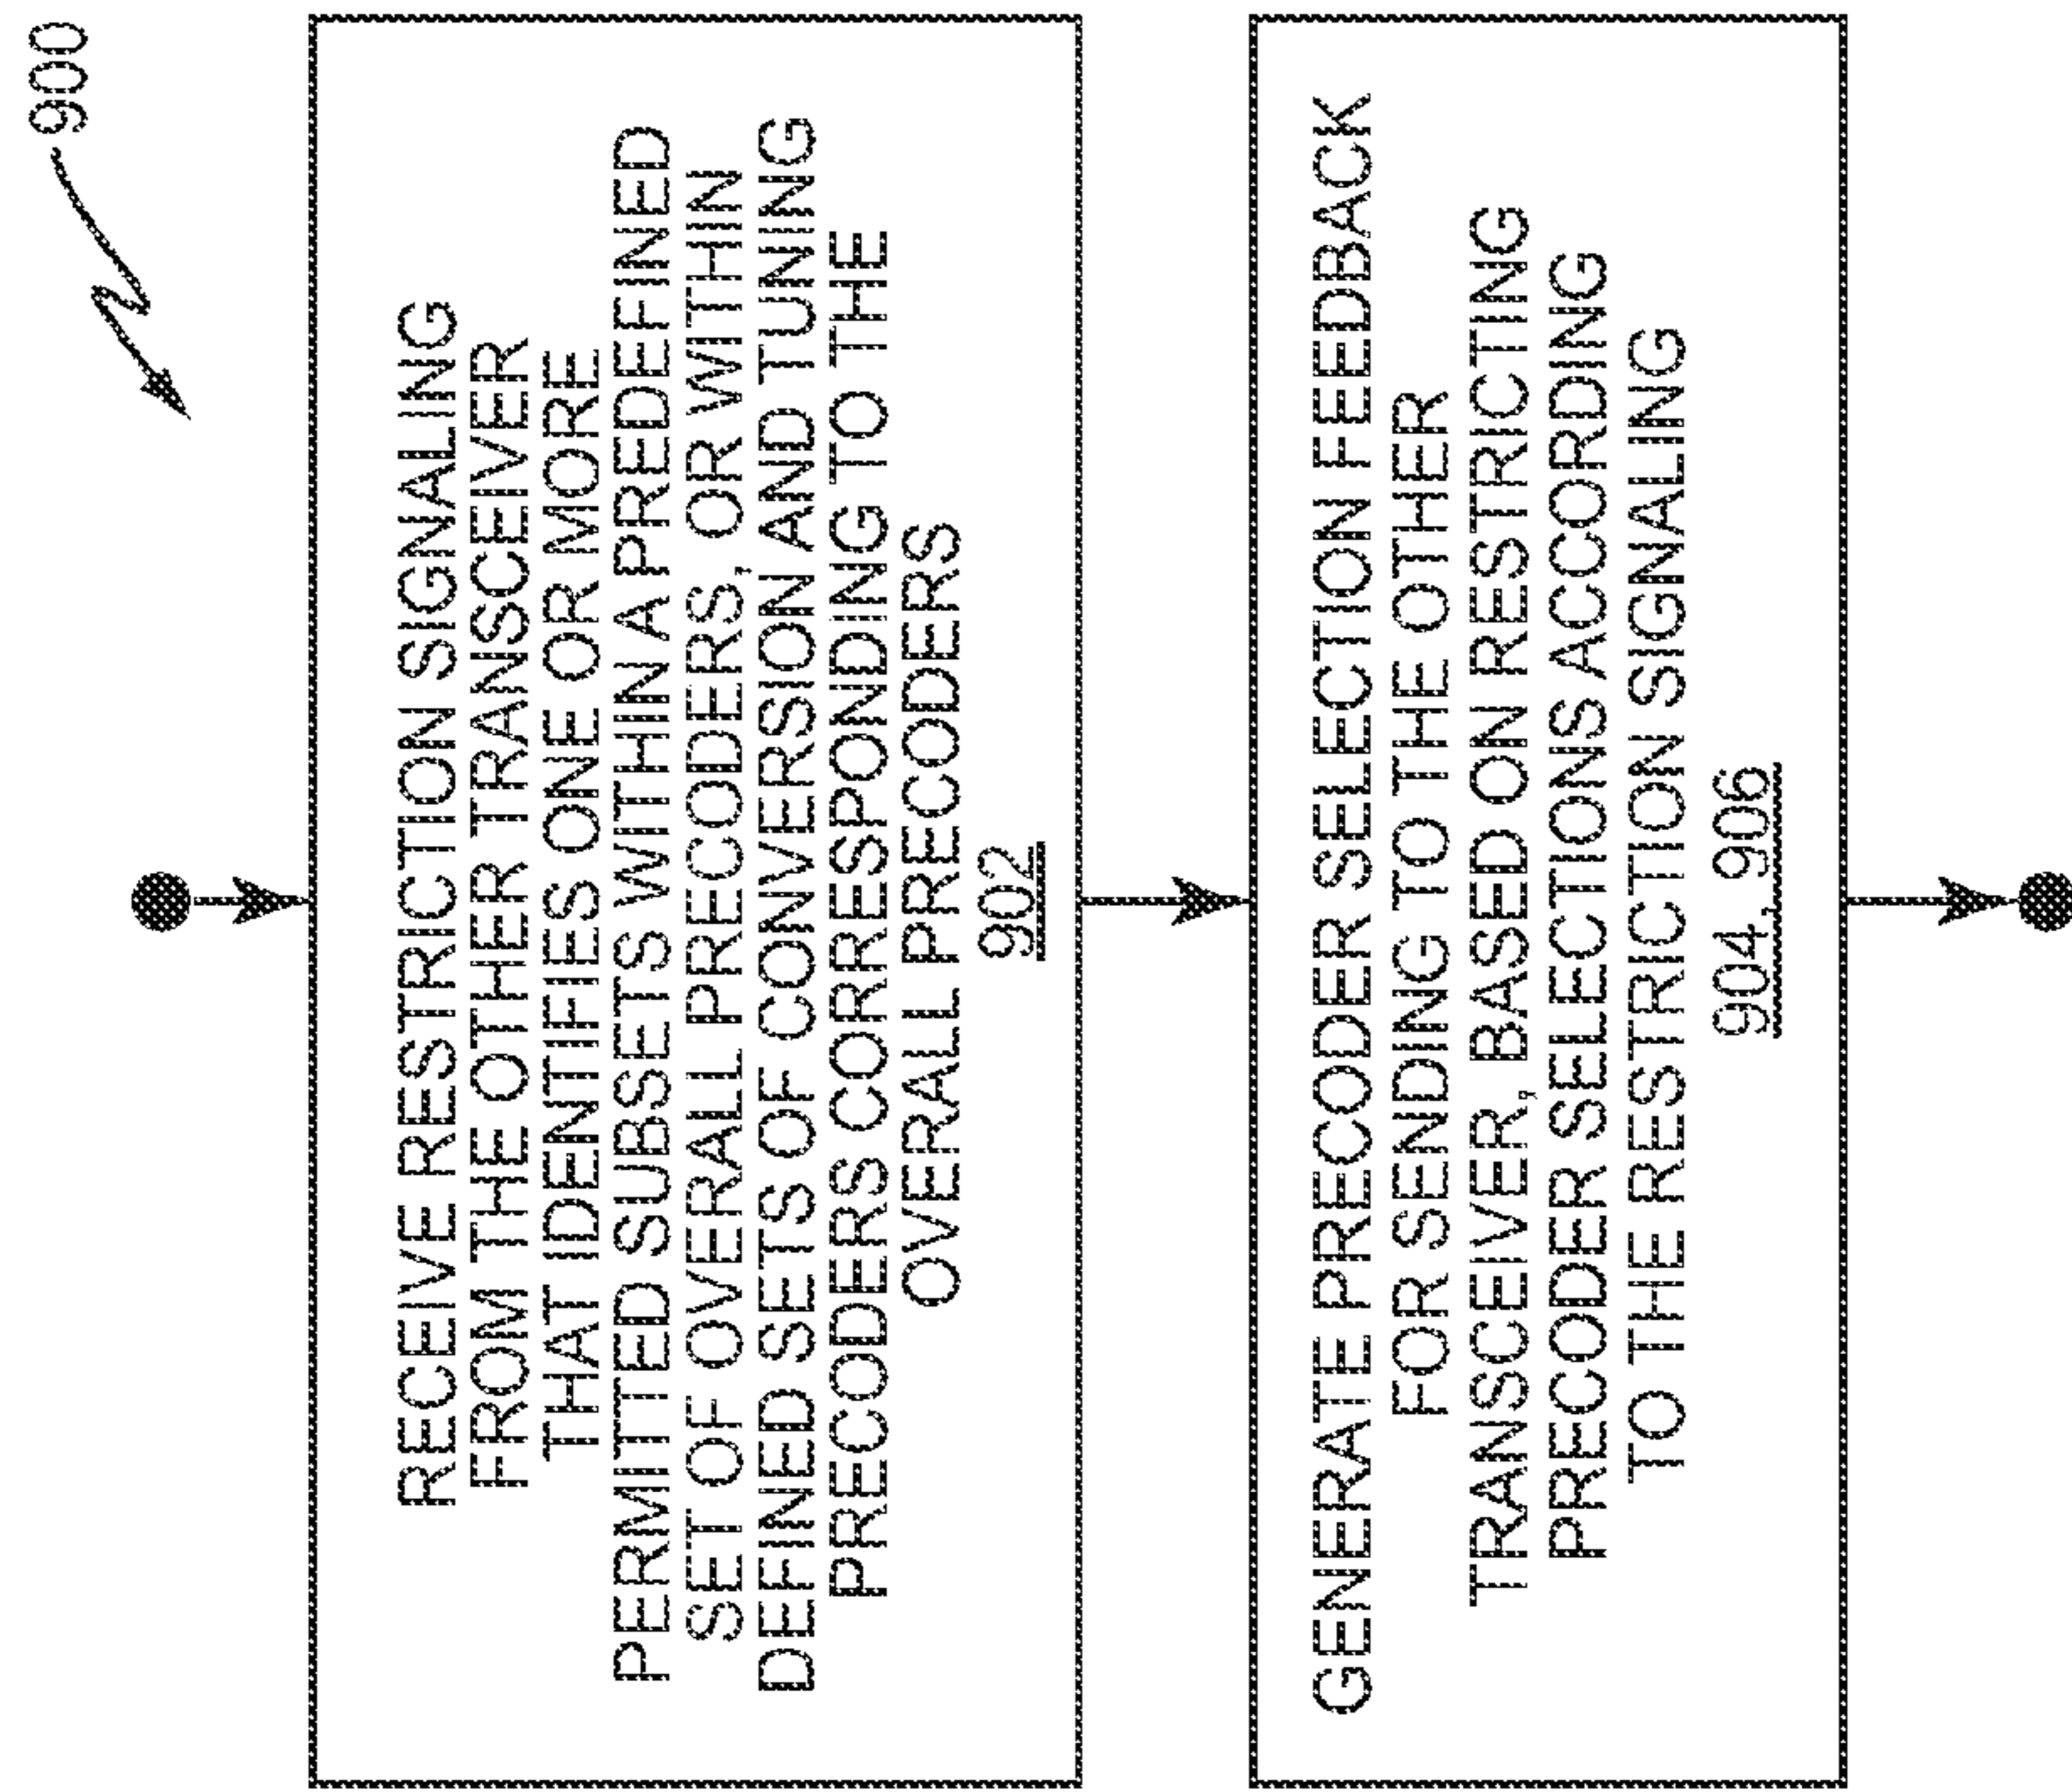 900
RECEIVE RESTRICTION SIGNALING
FROM THE OTHER TRANSCEIVER
THAT IDENTIFIES ONE OR MORE
PERMITTED SUBSETS WITHIN A PREDEFINED
SET OF OVERALL PRECODERS, OR WITHIN
DEFINED SETS OF CONVERSION AND TUNING
PRECODERS CORRESPONDING TO THE
OVERALL PRECODERS
902
GENERATE PRECODER SELECTION FEEDBACK
FOR SENDING TO THE OTHER
TRANSCEIVER, BASED ON RESTRICTING
PRECODER SELECTIONS ACCORDING
TO THE RESTRICTION SIGNALING
904, 906